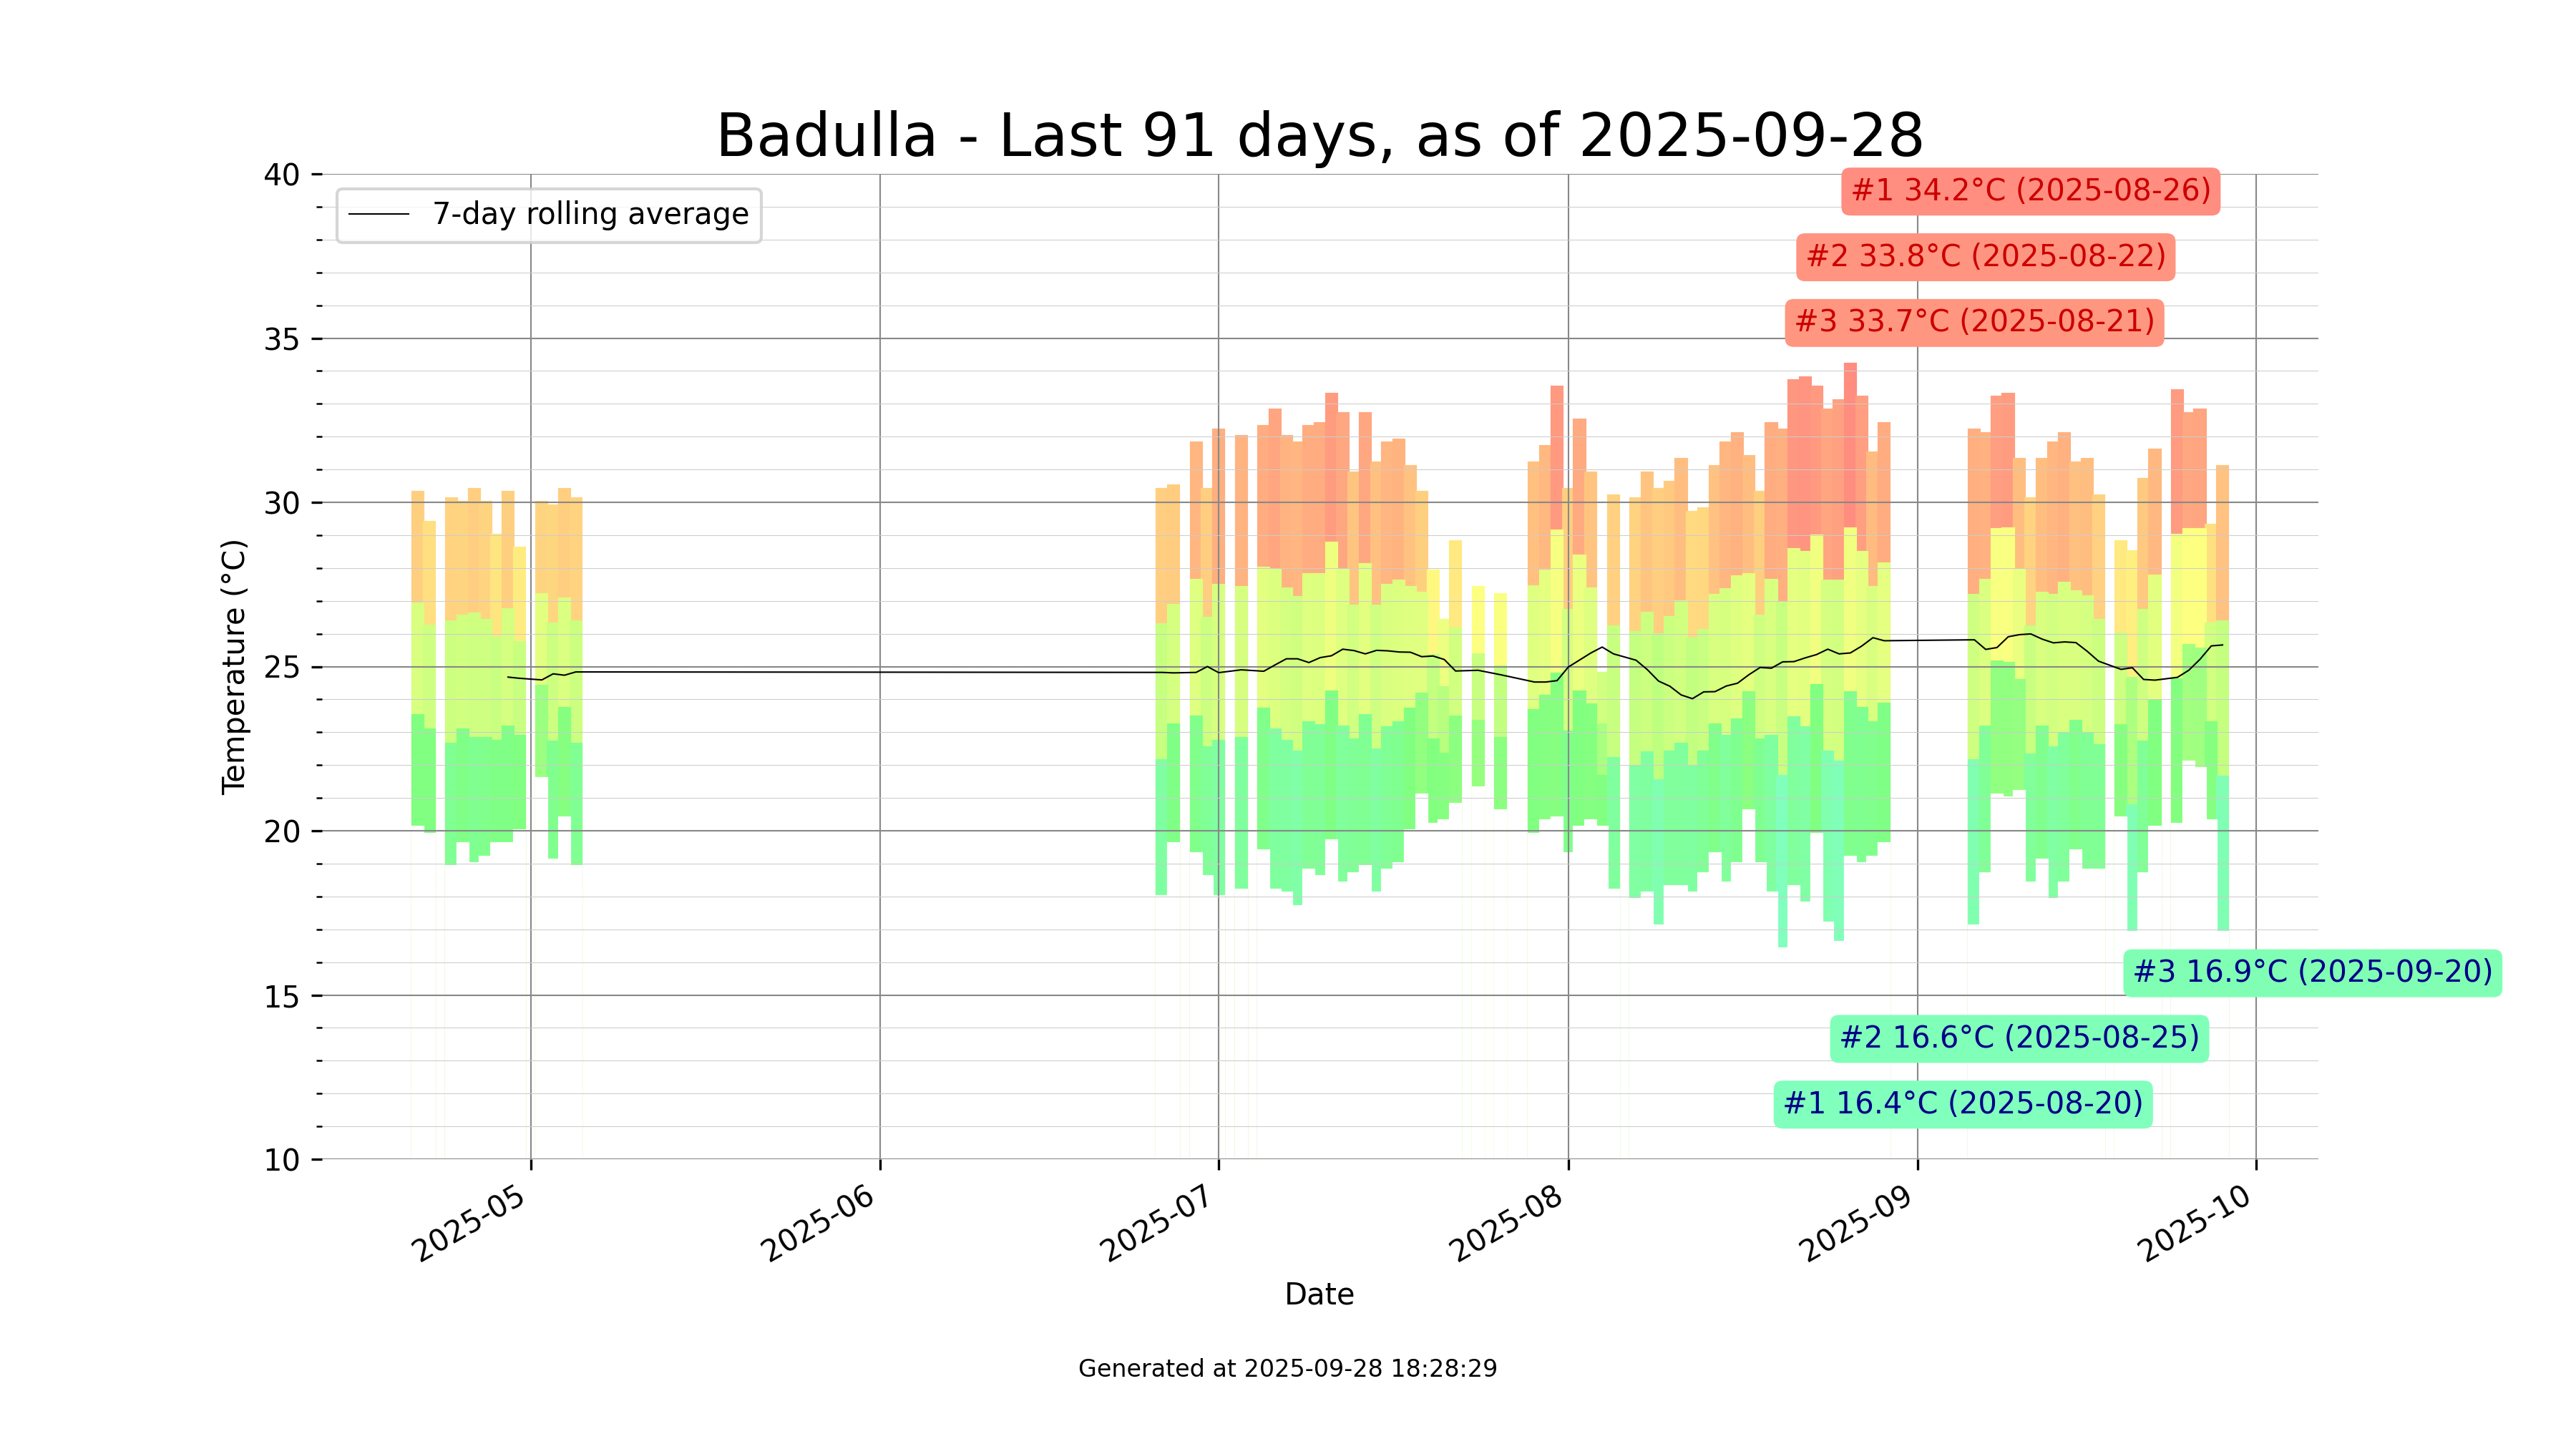 Badulla - Last 91 days, as of 2025-09-28
7-day rolling average
#1 34.2°C (2025-08-26)
#2 33.8°C (2025-08-22)
#3 33.7°C (2025-08-21)
40
35
30
25
20
15
10
Temperature (°C)
#3 16.9°C (2025-09-20)
#2 16.6°C (2025-08-25)
#1 16.4°C (2025-08-20)
2025-05
2025-06
2025-07
2025-08
2025-09
2025-10
Date
Generated at 2025-09-28 18:28:29